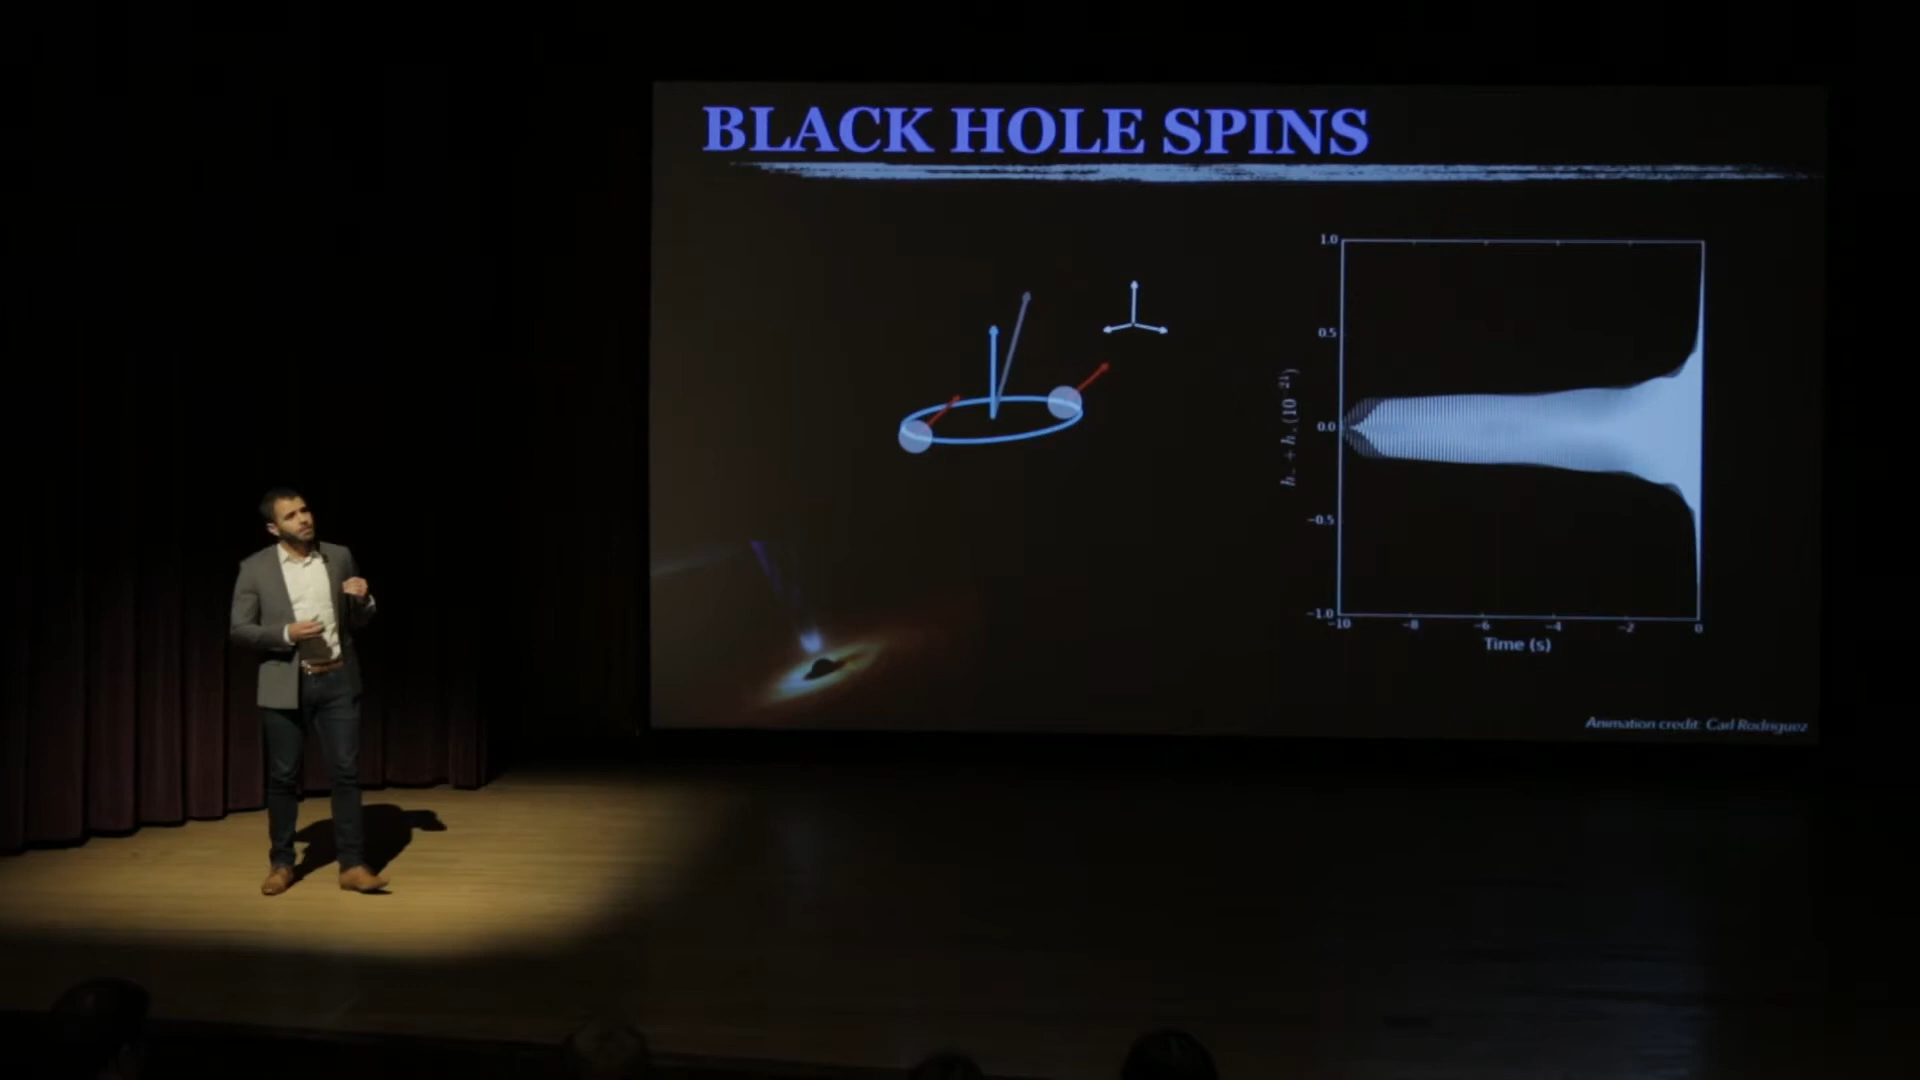 BLACK HOLE SPINS
1.0
0.5
0.0
−0.5
−1.0
−10 −8 −6 −4 −2 0
Time (s)
Animation credit: Carl Rodriguez